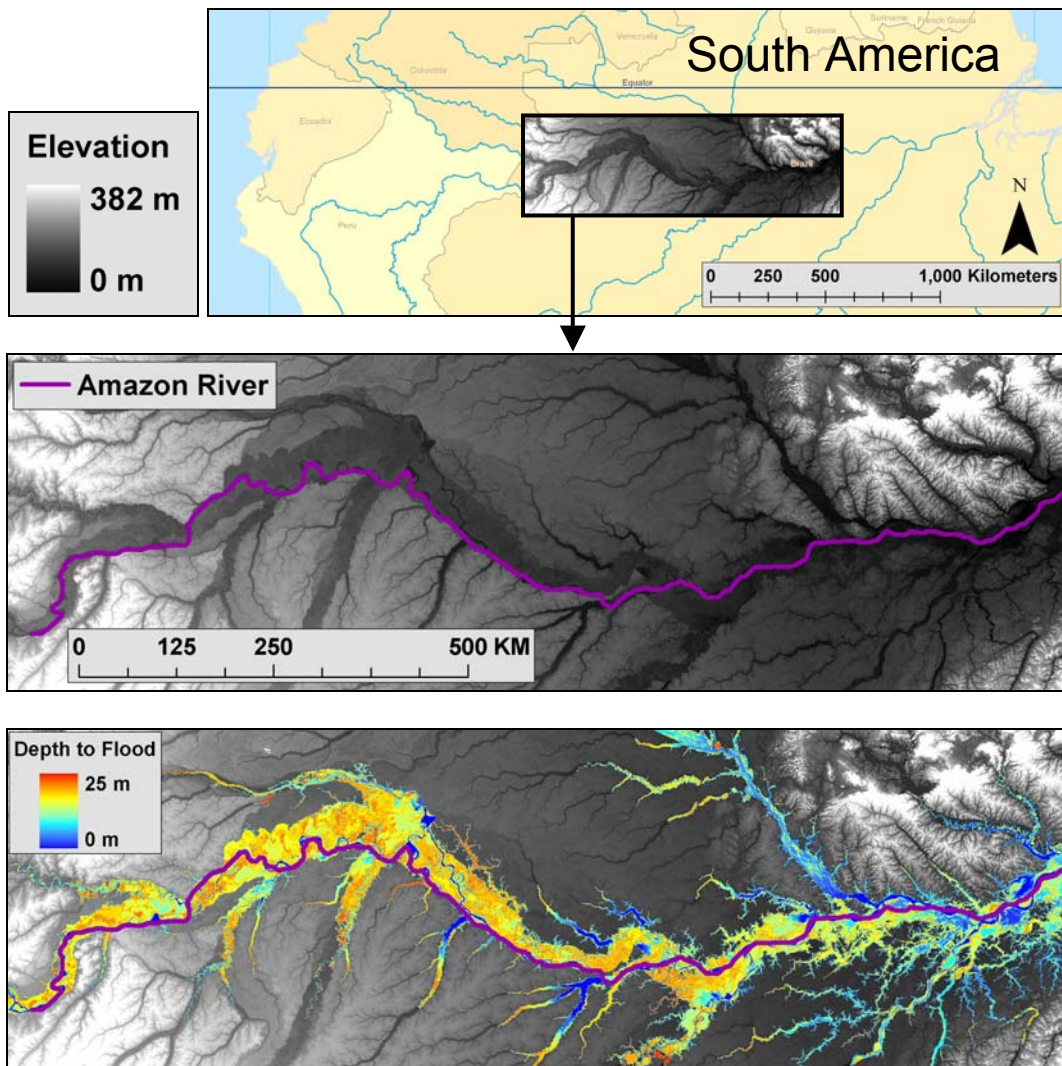 Suriname
French Guiana
Guyana
Venezuela
South America
Colombia
Equator
Ecuador
Brazil
Peru
N
0 250 500 1,000 Kilometers
Elevation
382 m
0 m
Amazon River
0 125 250 500 KM
Depth to Flood
25 m
0 m